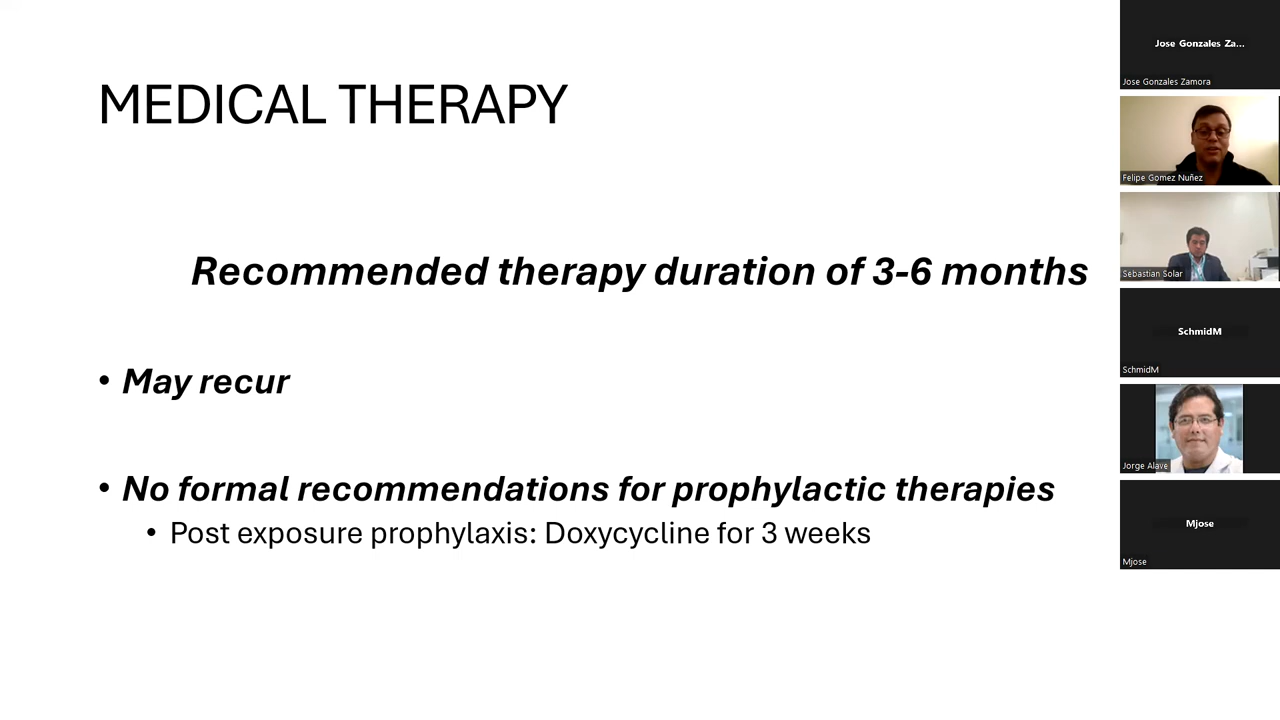 MEDICAL THERAPY
Recommended therapy duration of 3-6 months
• May recur
• No formal recommendations for prophylactic therapies
• Post exposure prophylaxis: Doxycycline for 3 weeks
Jose Gonzales Za...
Jose Gonzales Zamora
Felipe Gomez Nuñez
Sebastian Solar
SchmidM
SchmidM
Jorge Alave
Mjose
Mjose